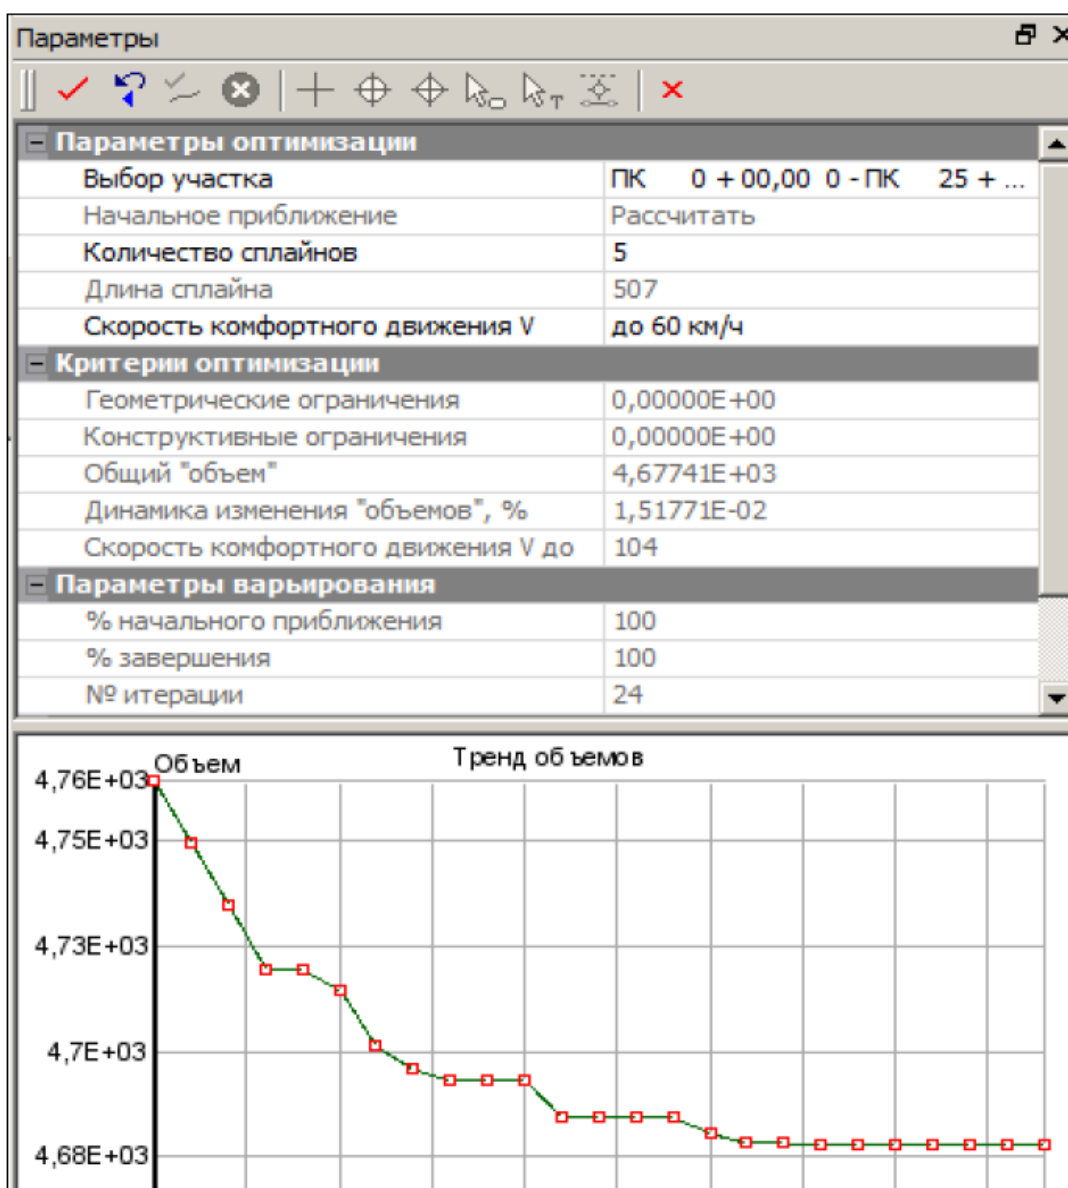 Параметры
Параметры оптимизации
Выбор участка ПК 0 + 00,00 0 - ПК 25 + ...
Начальное приближение Рассчитать
Количество сплайнов 5
Длина сплайна 507
Скорость комфортного движения V до 60 км/ч
Критерии оптимизации
Геометрические ограничения 0,00000E+00
Конструктивные ограничения 0,00000E+00
Общий "объем" 4,67741E+03
Динамика изменения "объемов", % 1,51771E-02
Скорость комфортного движения V до 104
Параметры варьирования
% начального приближения 100
% завершения 100
№ итерации 24
Тренд объемов
Объем
4,76E+03
4,75E+03
4,73E+03
4,7E+03
4,68E+03